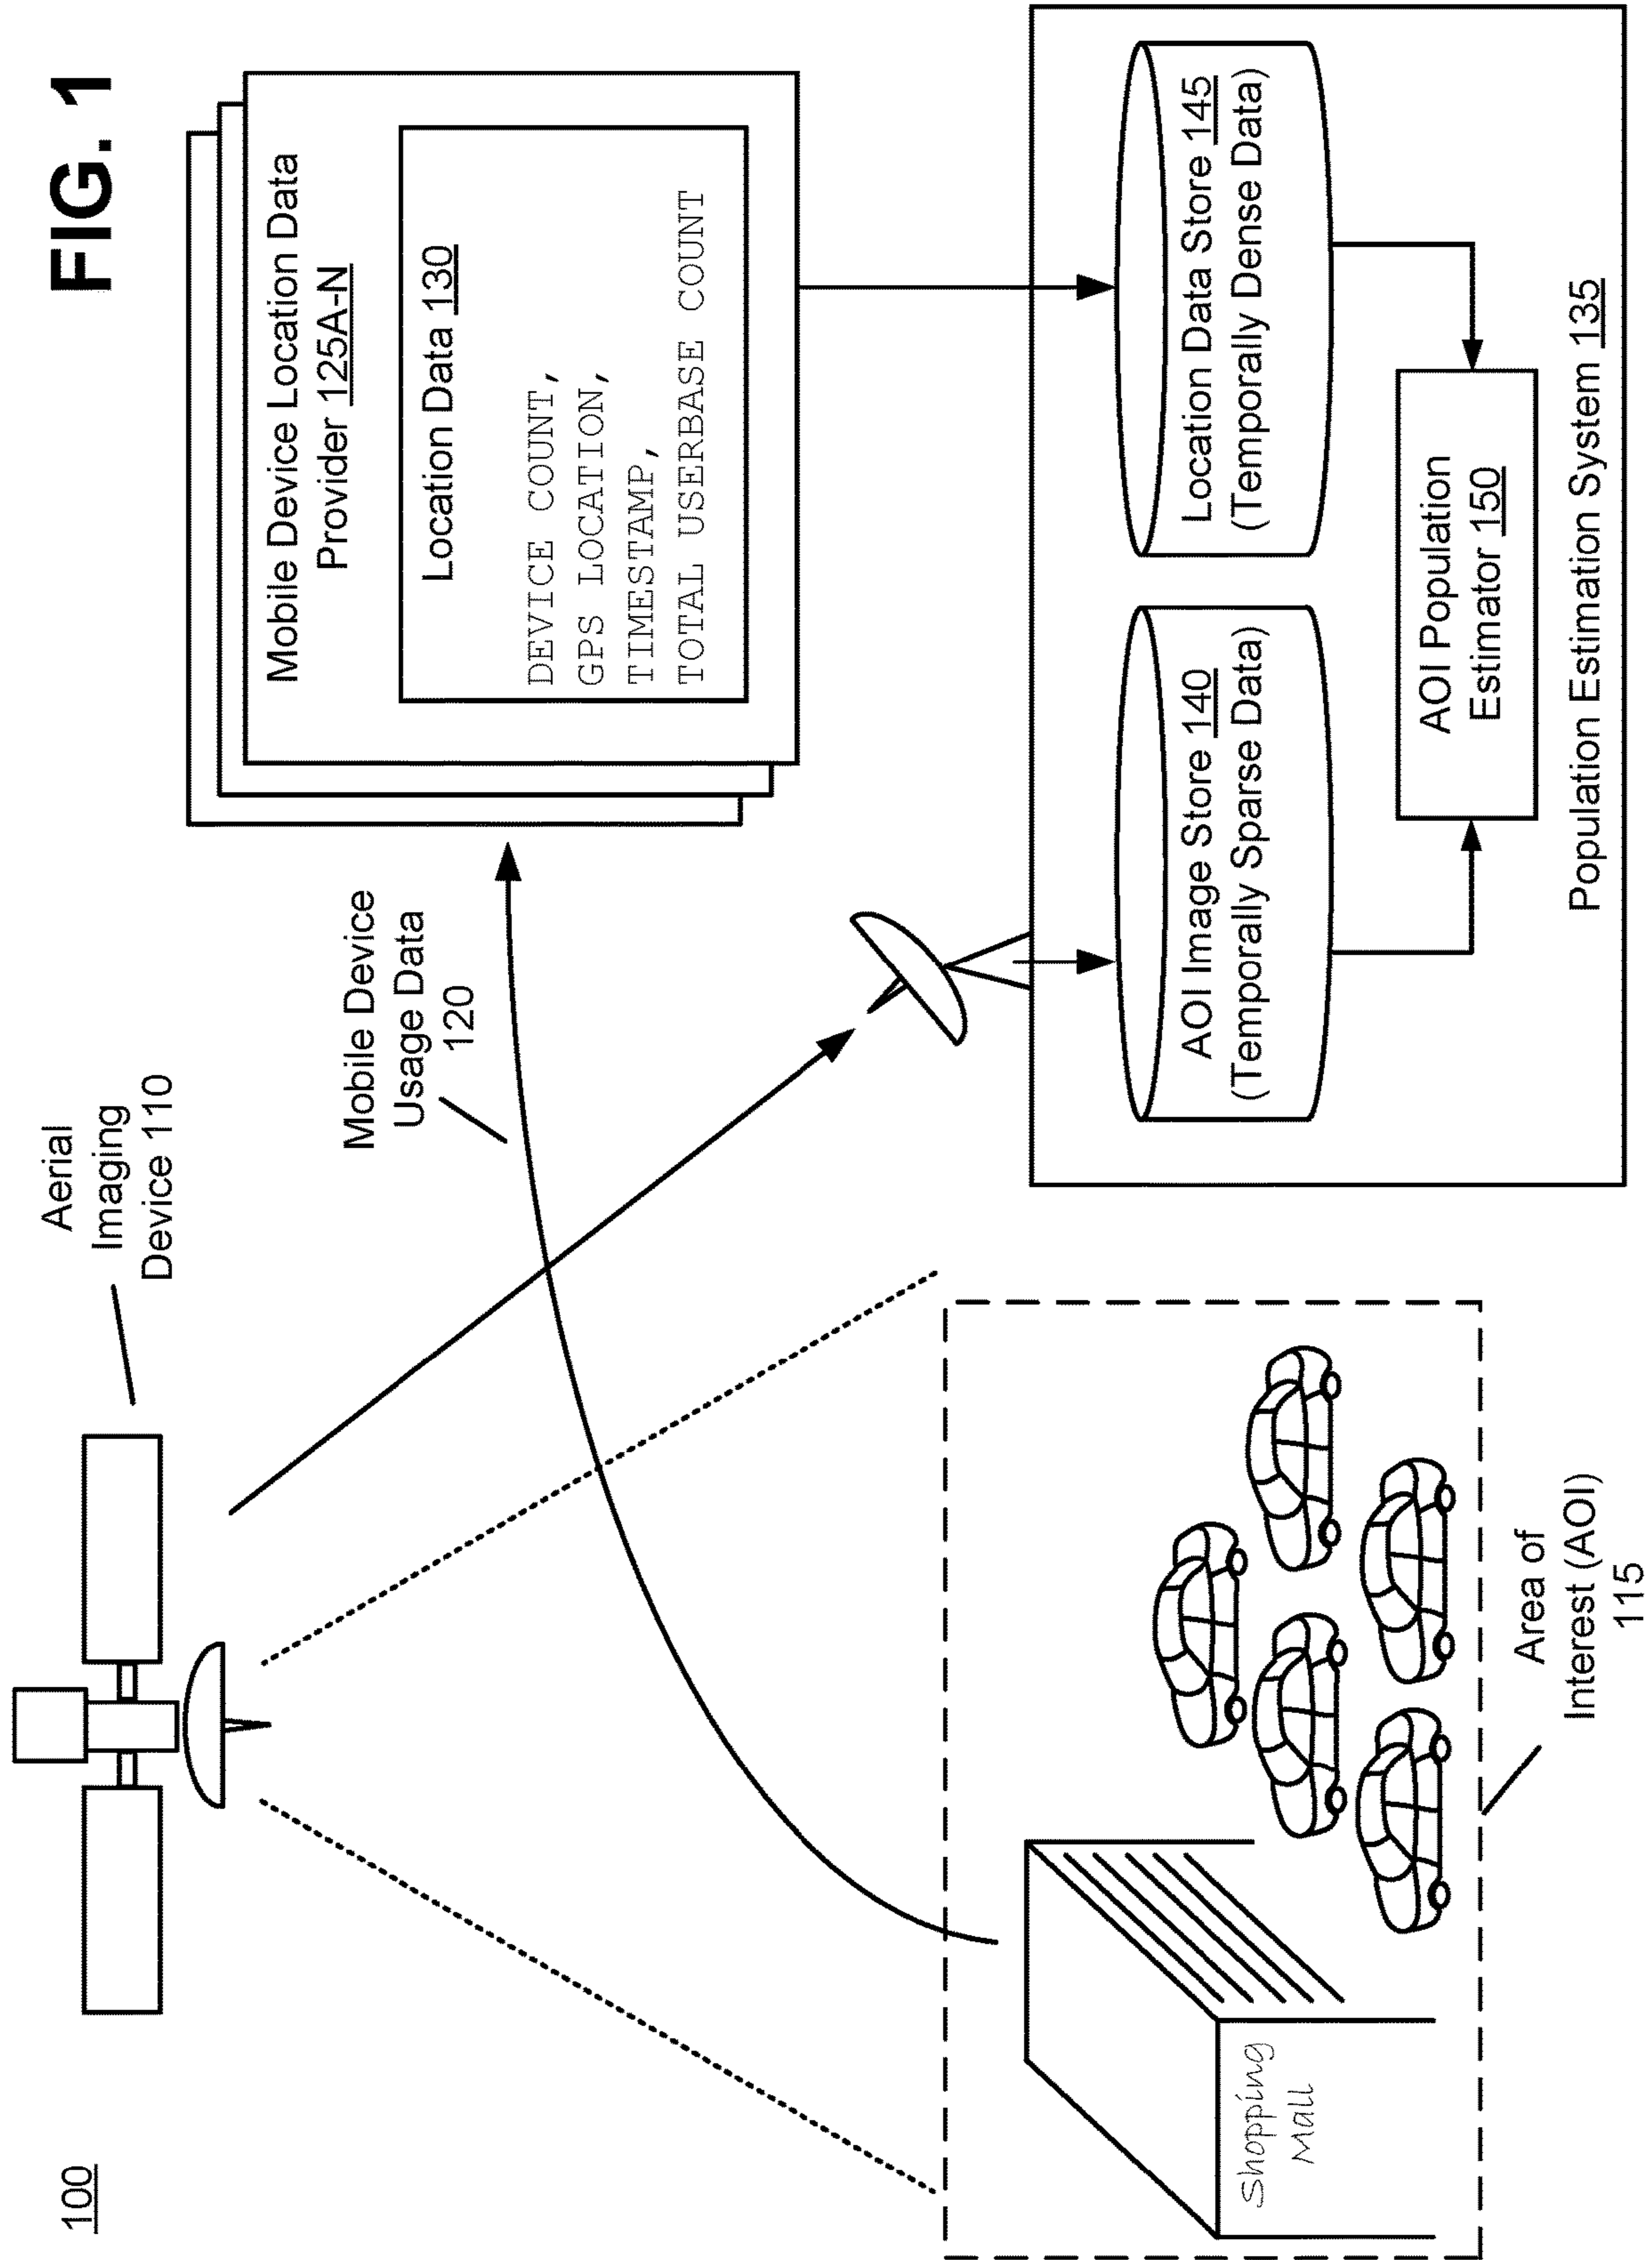 FIG. 1
100
Aerial
Imaging
Device 110
Mobile Device
Usage Data
120
Mobile Device Location Data
Provider 125A-N
Location Data 130
DEVICE COUNT,
GPS LOCATION,
TIMESTAMP,
TOTAL USERBASE COUNT
Shopping
Mall
Area of
Interest (AOI)
115
AOI Image Store 140
(Temporally Sparse Data)
Location Data Store 145
(Temporally Dense Data)
AOI Population
Estimator 150
Population Estimation System 135